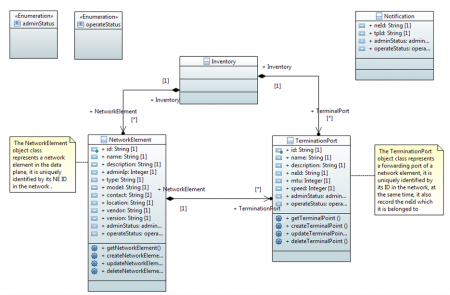 «Enumeration»
adminStatus
«Enumeration»
operateStatus
Notification
+ neId: String [1]
+ tpId: String [1]
+ adminStatus: admin...
+ operateStatus: opera...
Inventory
+ Inventory
[1]
+ Inventory
[1]
+ NetworkElement
[*]
+ TerminalPort
[*]
The NetworkElement
object class
represents a network
element in the data
plane, it is uniquely
identified by its NE ID
in the network .
NetworkElement
+ id: String [1]
+ name: String [1]
+ description: String [1]
+ adminIp: Integer [1]
+ type: String [1]
+ model: String [1]
+ contact: String [1]
+ location: String [1]
+ vendor: String [1]
+ version: String [1]
+ adminStatus: admin...
+ operateStatus: opera...
+ getNetworkElement()
+ createNetworkEleme...
+ updateNetworkEleme...
+ deleteNetworkEleme...
+ NetworkElement
[1]
[*]
+ TerminationPort
TerminationPort
+ id: String [1]
+ name: String [1]
+ description: String [1]
+ neId: String [1]
+ mtu: Integer [1]
+ speed: Integer [1]
+ adminStatus: admin...
+ operateStatus: opera...
+ getTerminalPoint ()
+ createTerminalPoint ()
+ updateTerminalPoin...
+ deleteTerminalPoint ()
The TerminationPort
object class represents
a forwarding port of
a network element, it is
uniquely identified by
its ID in the network, at
the same time, it also
record the neId which
it is belonged to